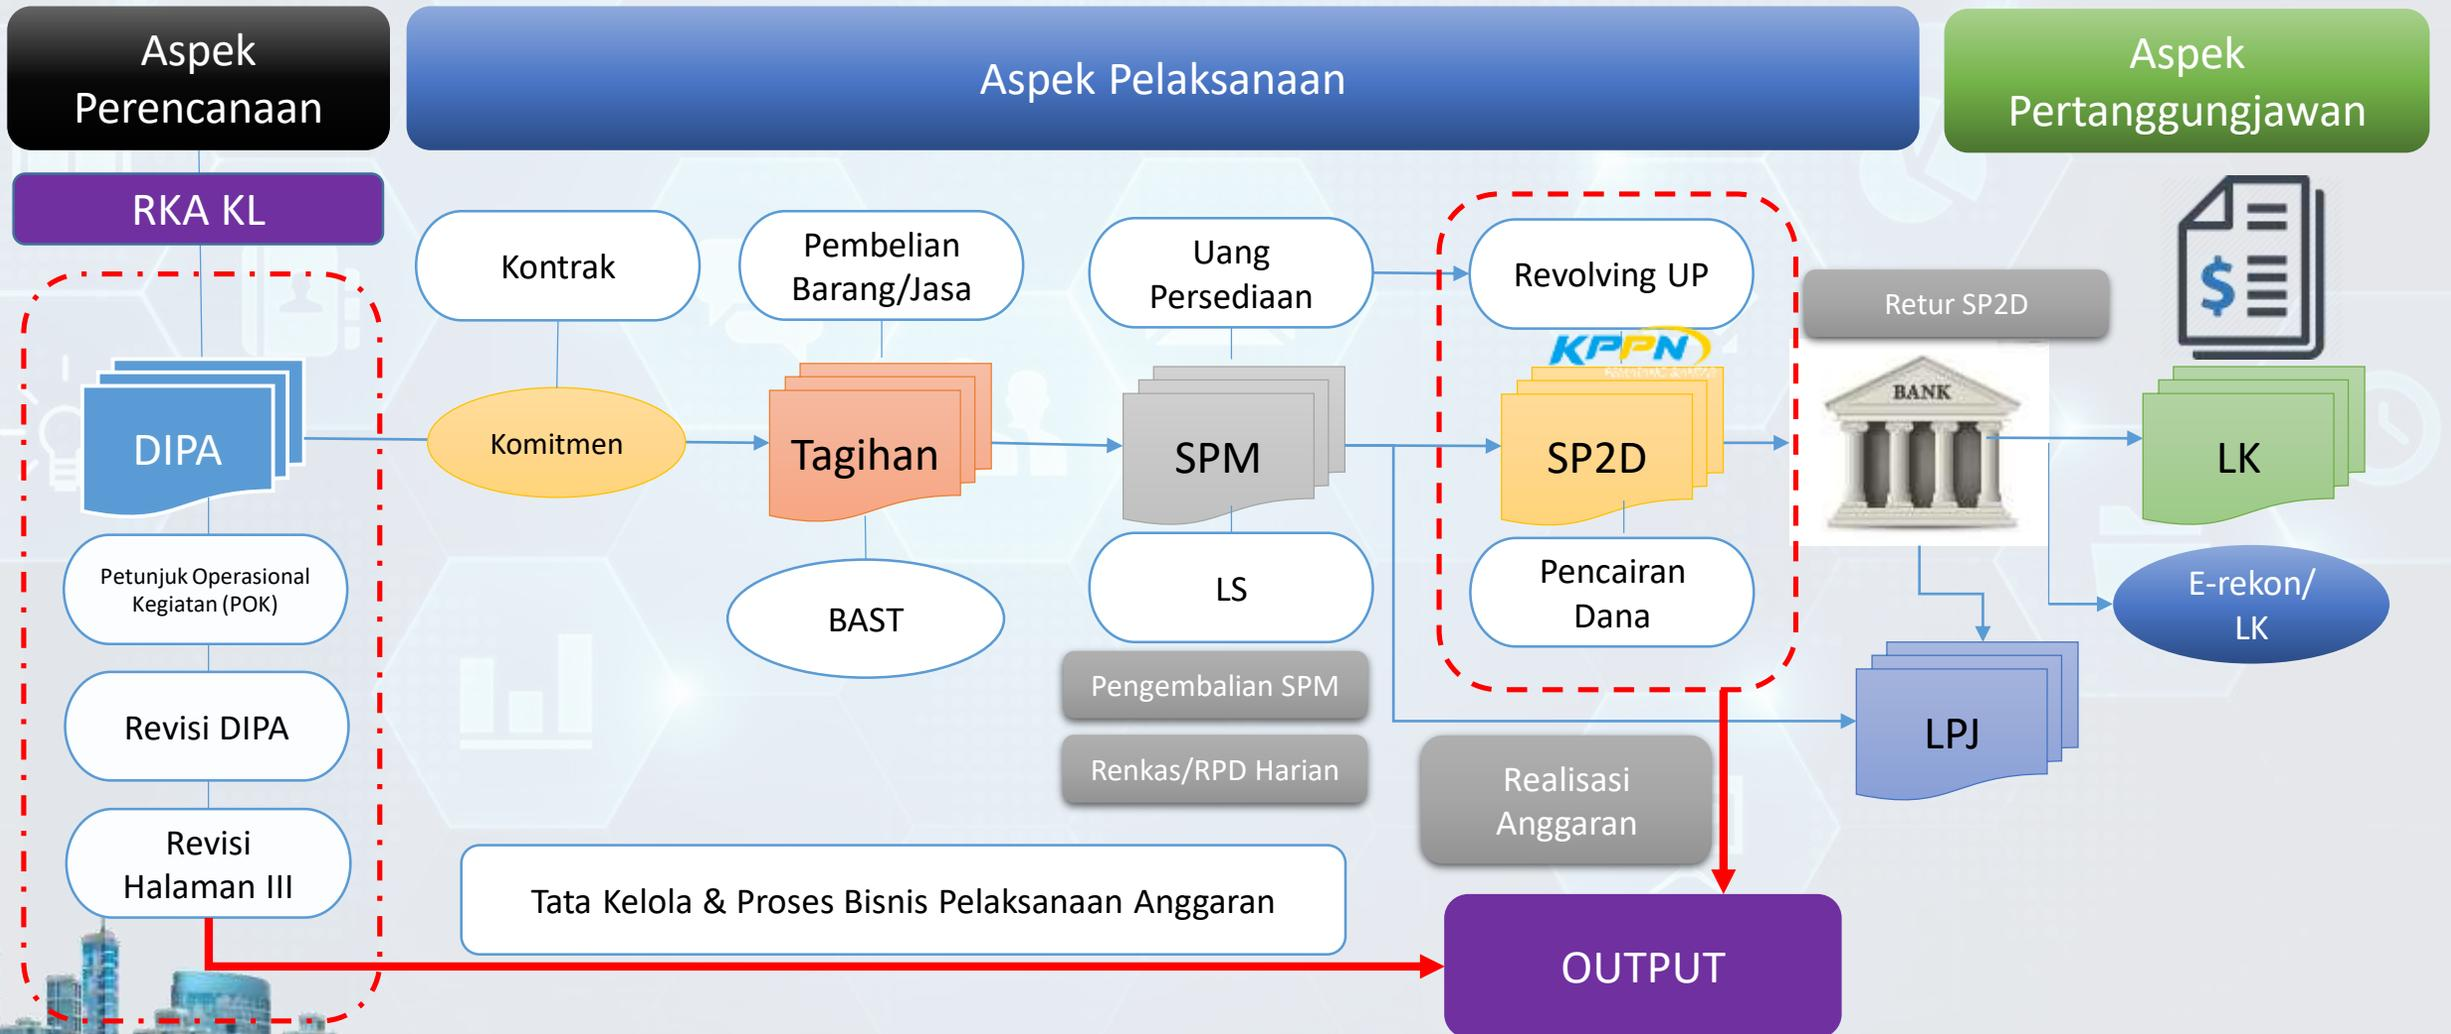 Aspek
Perencanaan
Aspek Pelaksanaan
Aspek
Pertanggungjawan
RKA KL
Kontrak
Pembelian
Barang/Jasa
Uang
Persediaan
Revolving UP
Retur SP2D
KPPN
BANK
DIPA
Komitmen
Tagihan
SPM
SP2D
LK
Petunjuk Operasional
Kegiatan (POK)
BAST
LS
Pencairan
Dana
E-rekon/
LK
Revisi DIPA
Pengembalian SPM
Renkas/RPD Harian
LPJ
Realisasi
Anggaran
Revisi
Halaman III
Tata Kelola & Proses Bisnis Pelaksanaan Anggaran
OUTPUT